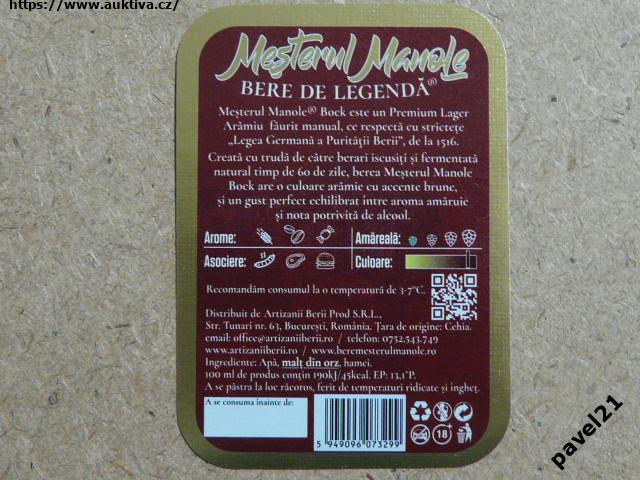 https://www.auktiva.cz/
Meșterul Manole
BERE DE LEGENDĂ®
Meșterul Manole® Bock este un Premium Lager
Arămiu făurit manual, ce respectă cu strictețe
„Legea Germană a Purității Berii”, de la 1516.
Creată cu trudă de către berari iscusiți și fermentată
natural timp de 60 de zile, berea Meșterul Manole
Bock are o culoare arămie cu accente brune,
și un gust perfect echilibrat intre aroma amăruie
și nota potrivită de alcool.
Arome: Amăreală:
Asociere: Culoare:
Recomandăm consumul la o temperatură de 3-7°C.
Distribuit de Artizanii Berii Prod S.R.L.,
Str. Tunari nr. 63, București, România. Țara de origine: Cehia.
email: office@artizaniiberii.ro / telefon: 0752.543.749
www.artizaniiberii.ro / www.beremesterulmanole.ro
Ingrediente: Apă, malț din orz, hamei.
100 ml de produs conțin 190kJ/45kcal. EP: 13,1°P.
A se păstra la loc răcoros, ferit de temperaturi ridicate și îngheț.
A se consuma înainte de:
18+
5 949096 073299
pavel21